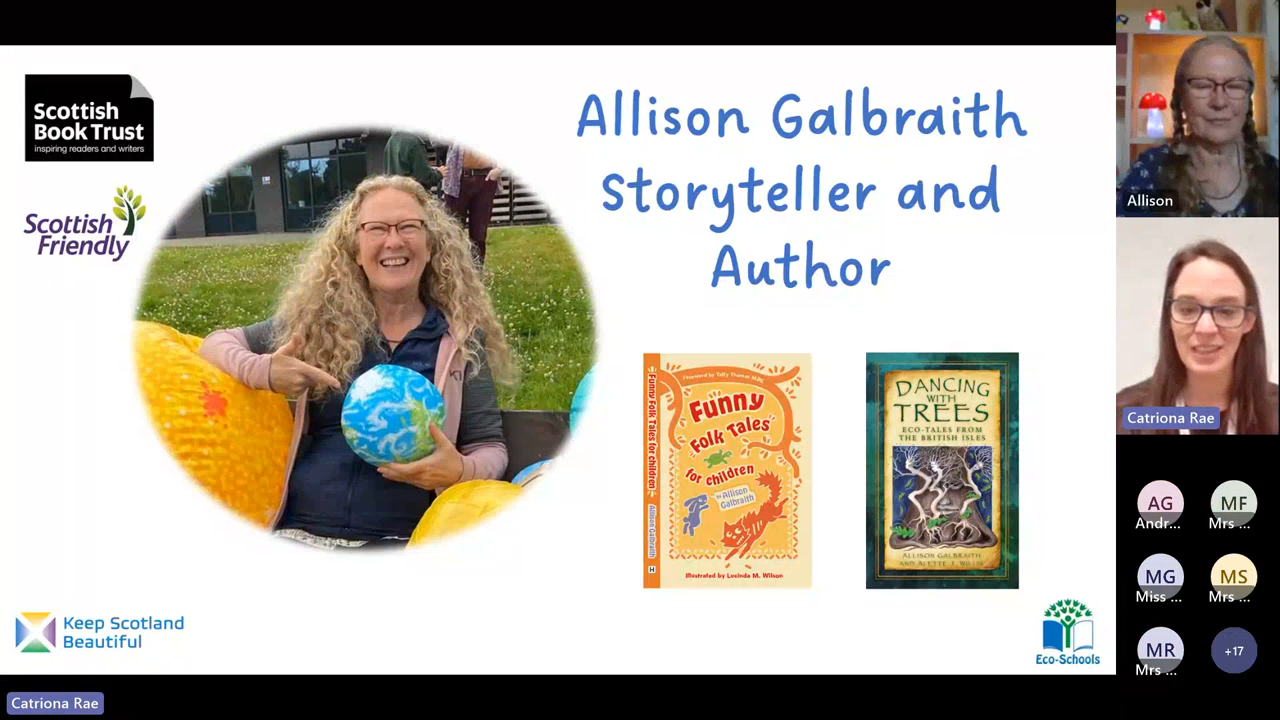 Scottish
Book Trust
inspiring readers and writers
Scottish
Friendly
Allison Galbraith
storyteller and
Author
Funny Folk Tales for children
Allison Galbraith
H
Funny
Folk Tales
for children
by Allison
Galbraith
Illustrated by Lucinda M. Wilson
DANCING
WITH
TREES
ECO-TALES FROM
THE BRITISH ISLES
ALLISON GALBRAITH
Keep Scotland
Beautiful
Eco-Schools
Allison
Catriona Rae
AG
Andr...
MF
Mrs ...
MG
Miss ...
MS
Mrs ...
MR
Mrs ...
+17
Catriona Rae